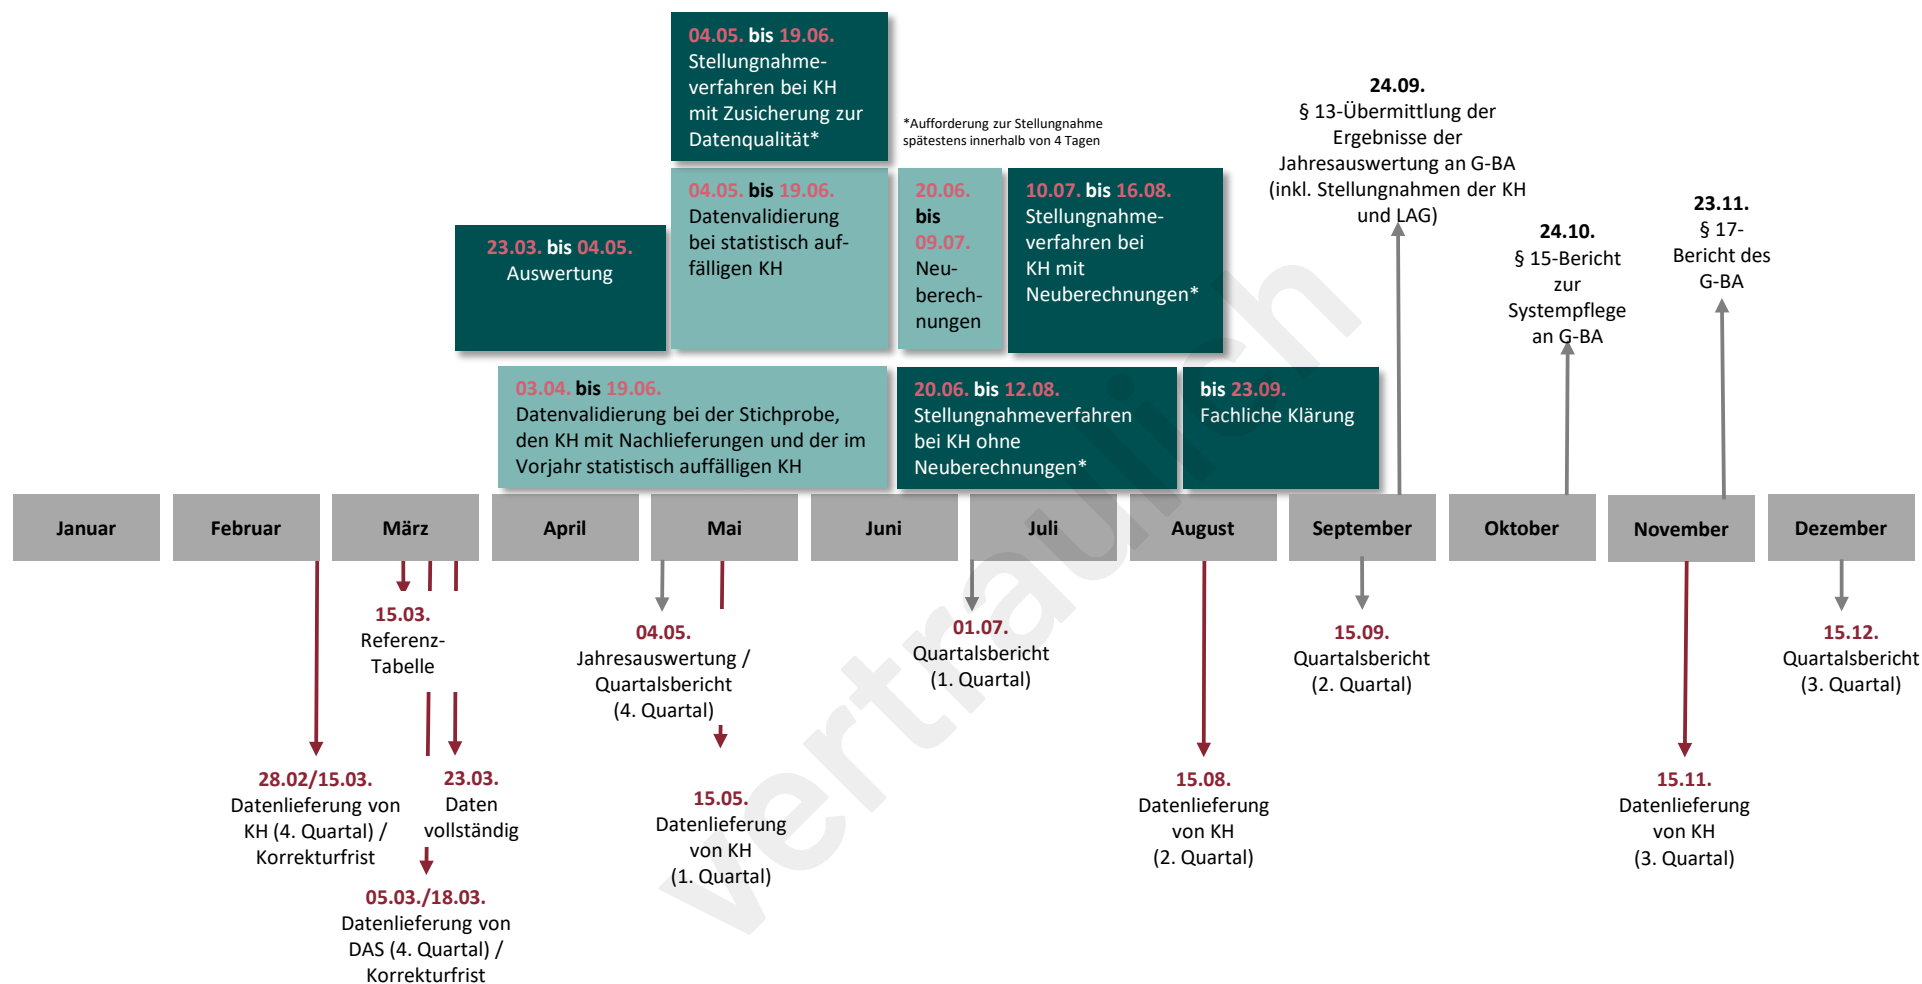 04.05. bis 19.06.
Stellungnahme-
verfahren bei KH
mit Zusicherung zur
Datenqualität*
*Aufforderung zur Stellungnahme
spätestens innerhalb von 4 Tagen
24.09.
§ 13-Übermittlung der
Ergebnisse der
Jahresauswertung an G-BA
(inkl. Stellungnahmen der KH
und LAG)
23.03. bis 04.05.
Auswertung
04.05. bis 19.06.
Datenvalidierung
bei statistisch auf-
fälligen KH
20.06.
bis
09.07.
Neu-
berech-
nungen
10.07. bis 16.08.
Stellungnahme-
verfahren bei
KH mit
Neuberechnungen*
24.10.
§ 15-Bericht
zur
Systempflege
an G-BA
23.11.
§ 17-
Bericht des
G-BA
03.04. bis 19.06.
Datenvalidierung bei der Stichprobe,
den KH mit Nachlieferungen und der im
Vorjahr statistisch auffälligen KH
20.06. bis 12.08.
Stellungnahmeverfahren
bei KH ohne
Neuberechnungen*
bis 23.09.
Fachliche Klärung
Januar
Februar
März
April
Mai
Juni
Juli
August
September
Oktober
November
Dezember
15.03.
Referenz-
Tabelle
04.05.
Jahresauswertung /
Quartalsbericht
(4. Quartal)
01.07.
Quartalsbericht
(1. Quartal)
15.09.
Quartalsbericht
(2. Quartal)
15.12.
Quartalsbericht
(3. Quartal)
28.02/15.03.
Datenlieferung von
KH (4. Quartal) /
Korrekturfrist
23.03.
Daten
vollständig
15.05.
Datenlieferung
von KH
(1. Quartal)
15.08.
Datenlieferung
von KH
(2. Quartal)
15.11.
Datenlieferung
von KH
(3. Quartal)
05.03./18.03.
Datenlieferung von
DAS (4. Quartal) /
Korrekturfrist
vertraulich